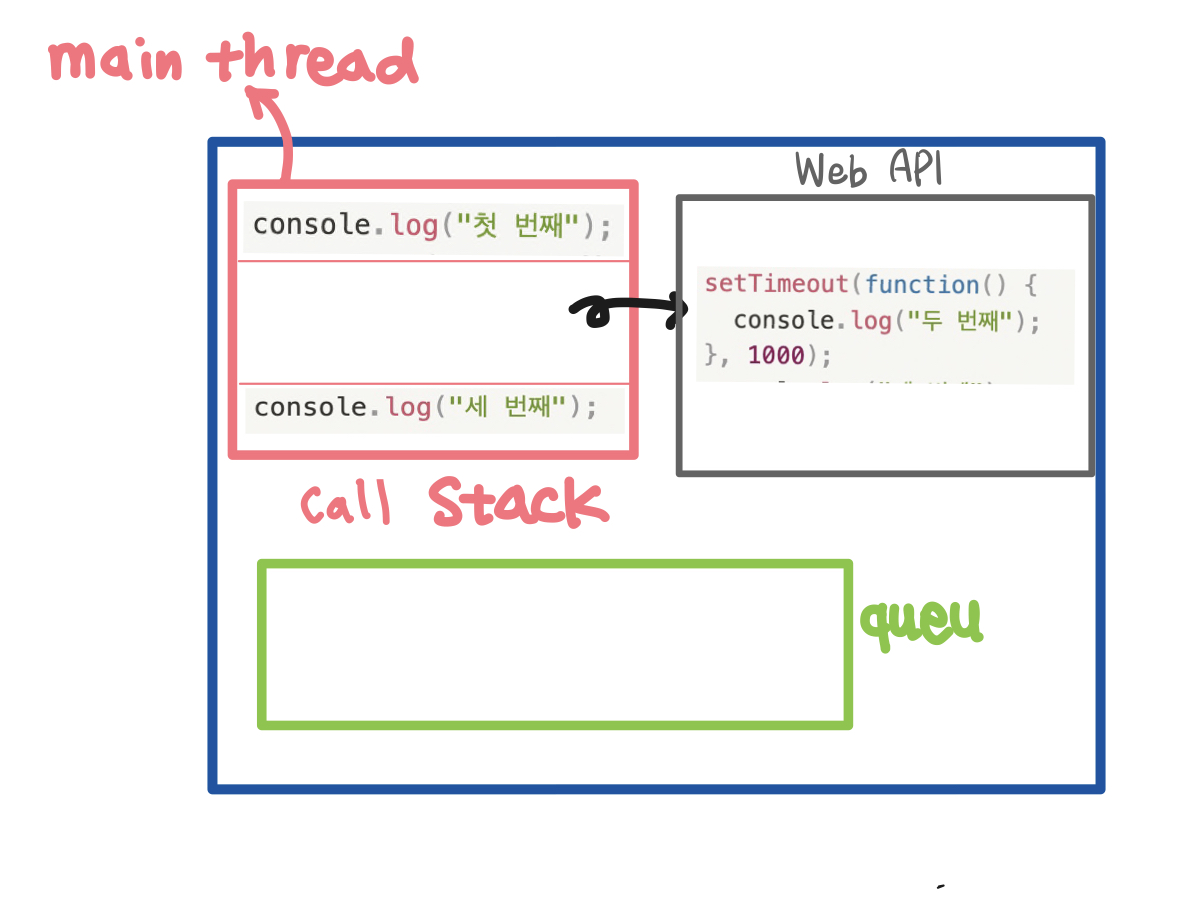 main thread
Web API
console.log("첫 번째");
setTimeout(function() {
console.log("두 번째");
}, 1000);
console.log("세 번째");
Call Stack
queu